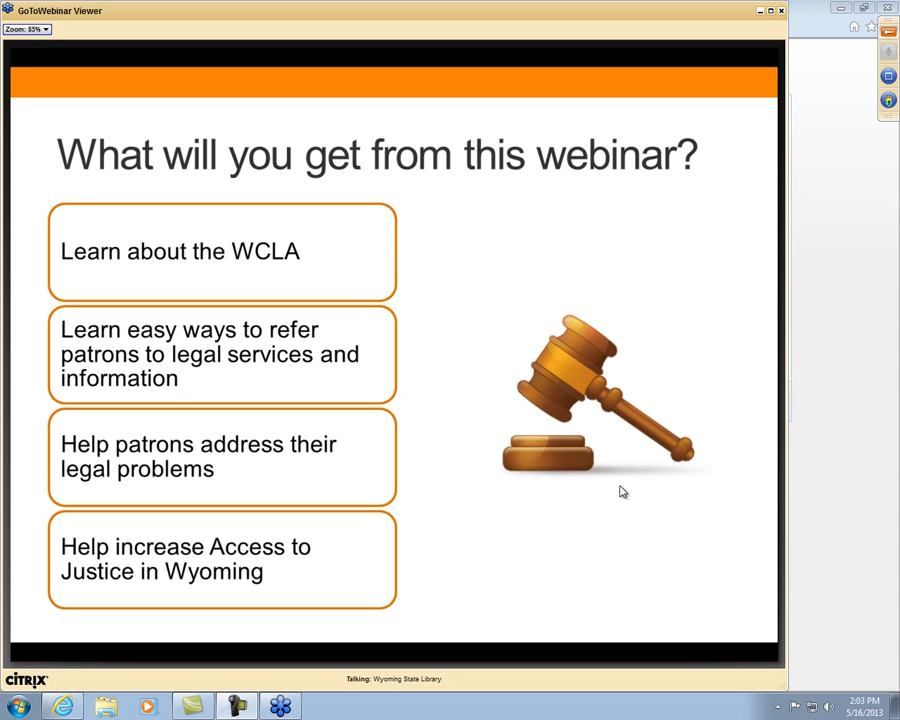 GoToWebinar Viewer
Zoom: 85%
What will you get from this webinar?
Learn about the WCLA
Learn easy ways to refer
patrons to legal services and
information
Help patrons address their
legal problems
Help increase Access to
Justice in Wyoming
CITRIX
Talking: Wyoming State Library
2:03 PM
5/16/2013